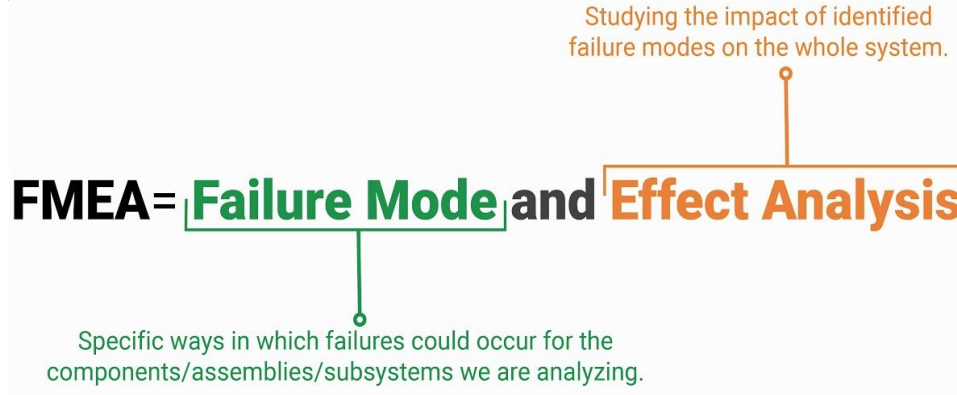 Studying the impact of identified
failure modes on the whole system.
FMEA= Failure Mode and Effect Analysis
Specific ways in which failures could occur for the
components/assemblies/subsystems we are analyzing.